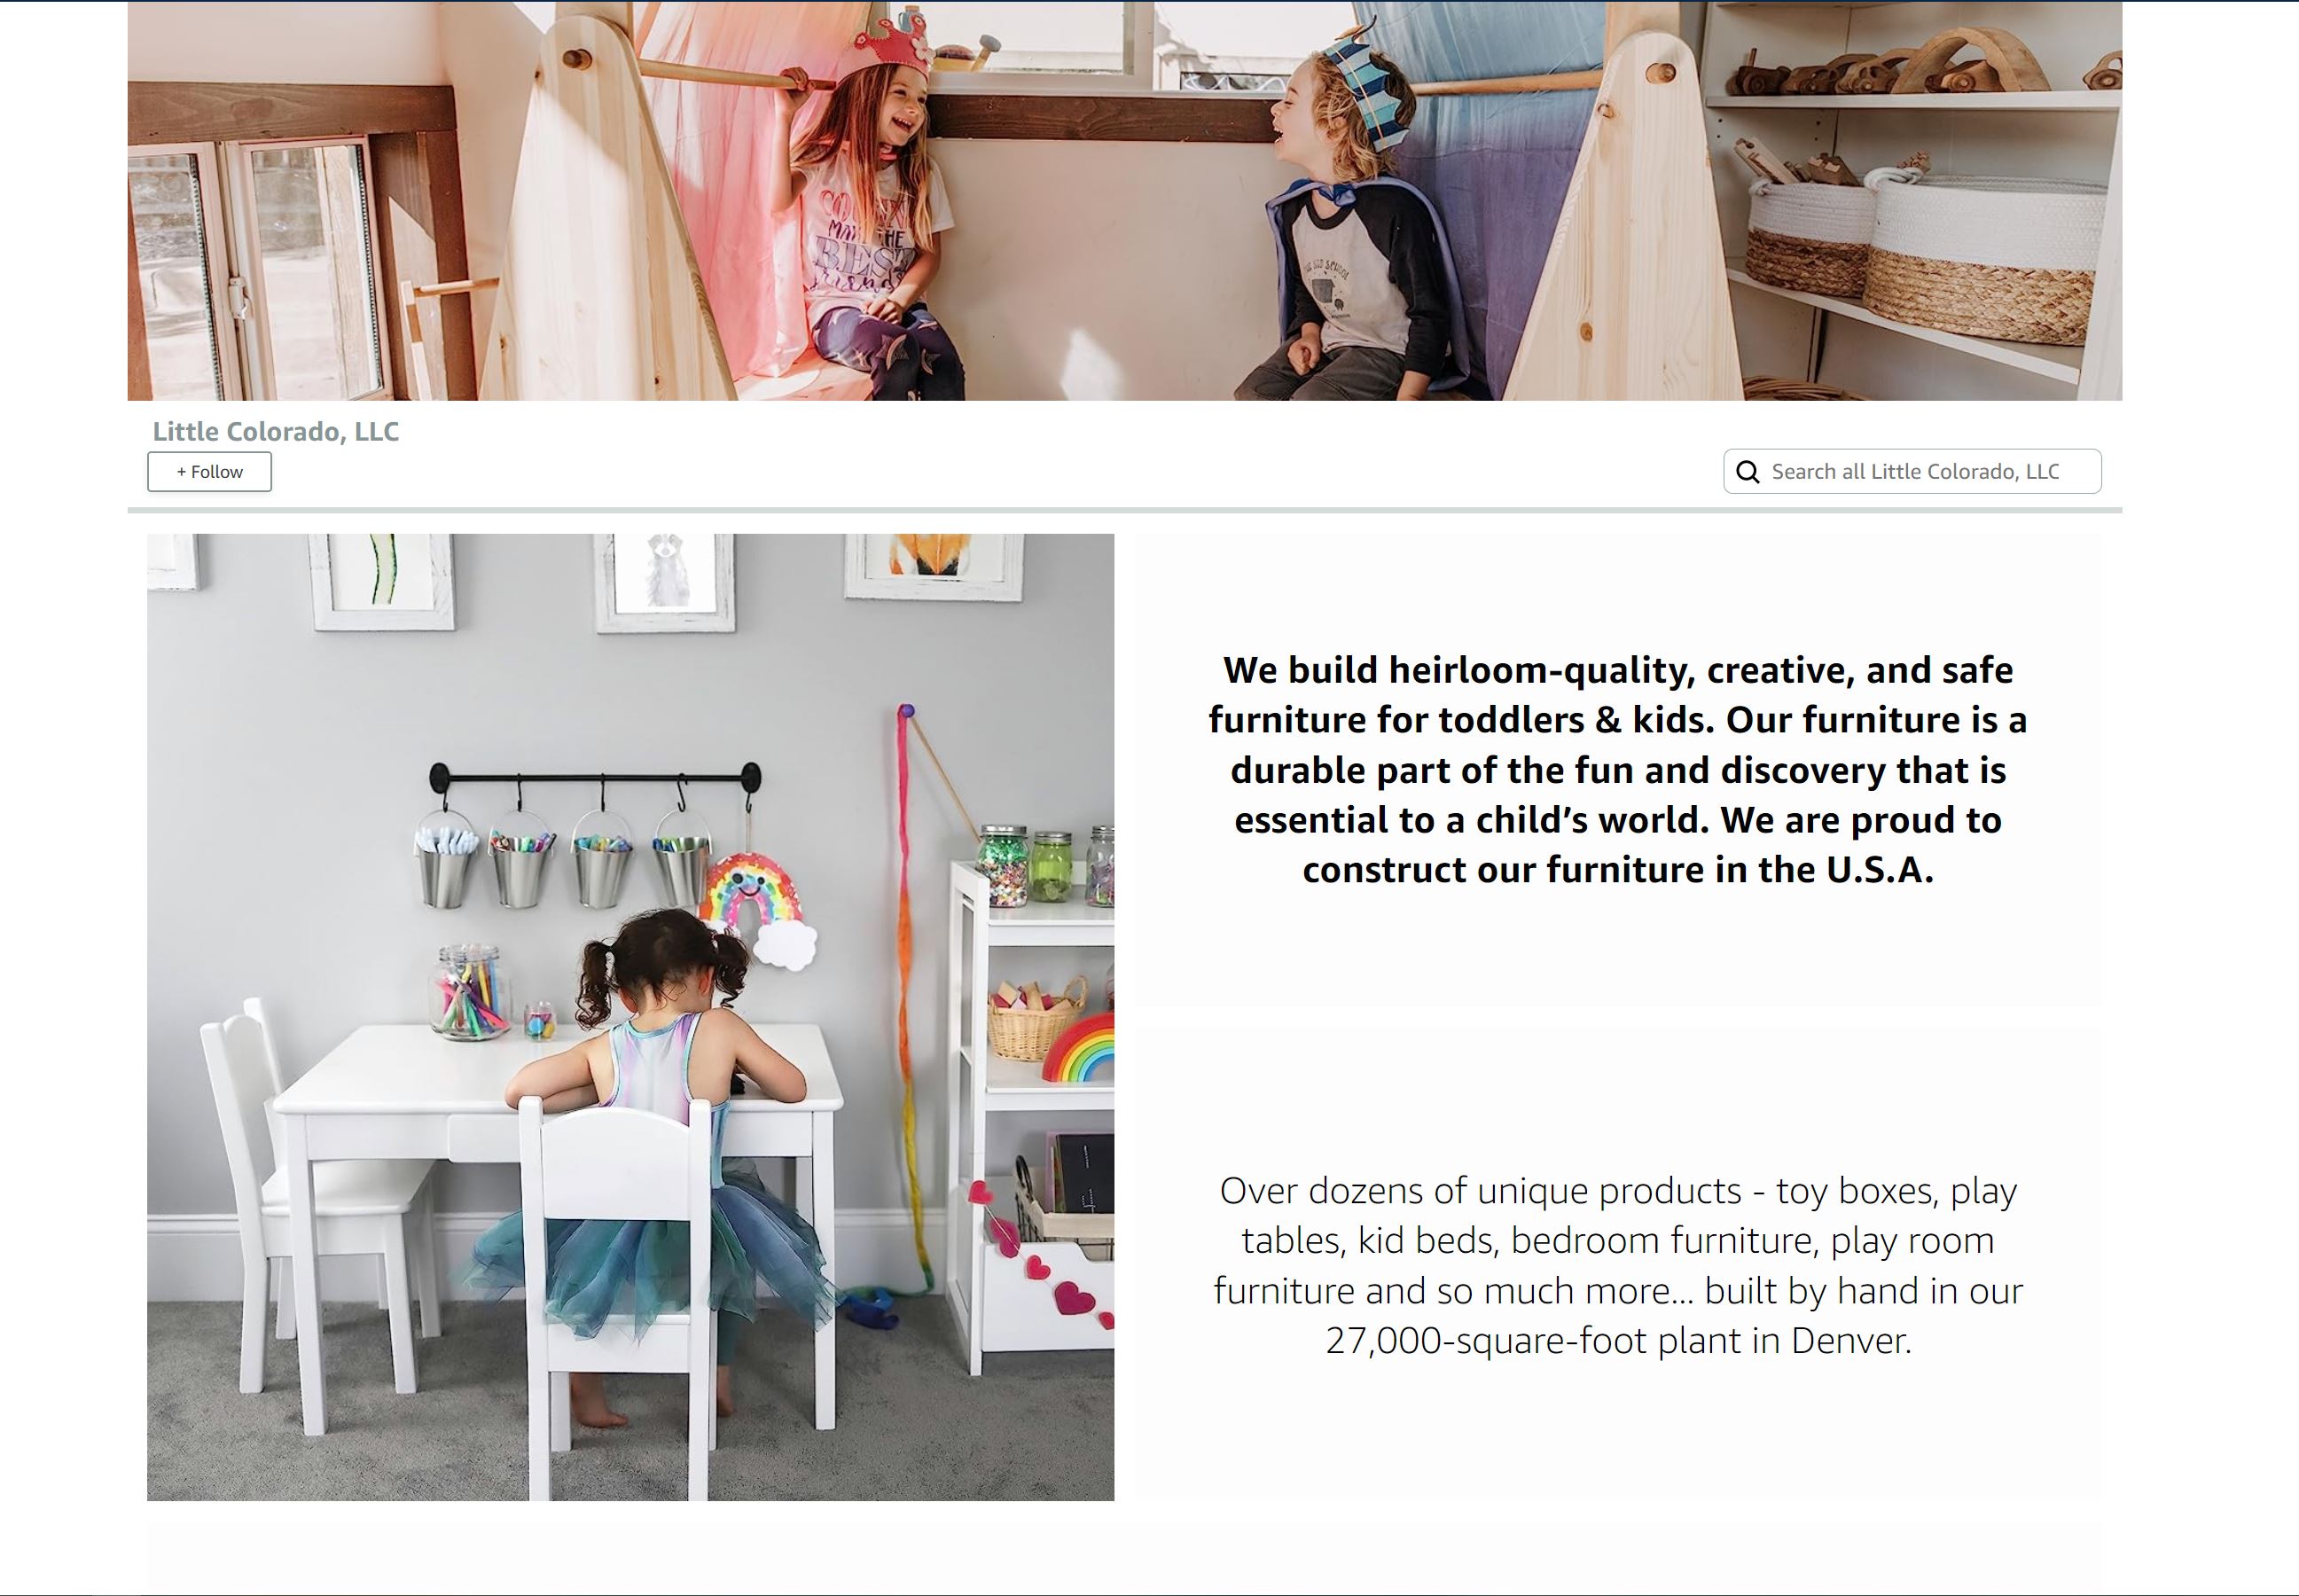 MAKE THE
BEST
Little Colorado, LLC
+ Follow
Search all Little Colorado, LLC
We build heirloom-quality, creative, and safe
furniture for toddlers & kids. Our furniture is a
durable part of the fun and discovery that is
essential to a child’s world. We are proud to
construct our furniture in the U.S.A.
Over dozens of unique products - toy boxes, play
tables, kid beds, bedroom furniture, play room
furniture and so much more... built by hand in our
27,000-square-foot plant in Denver.